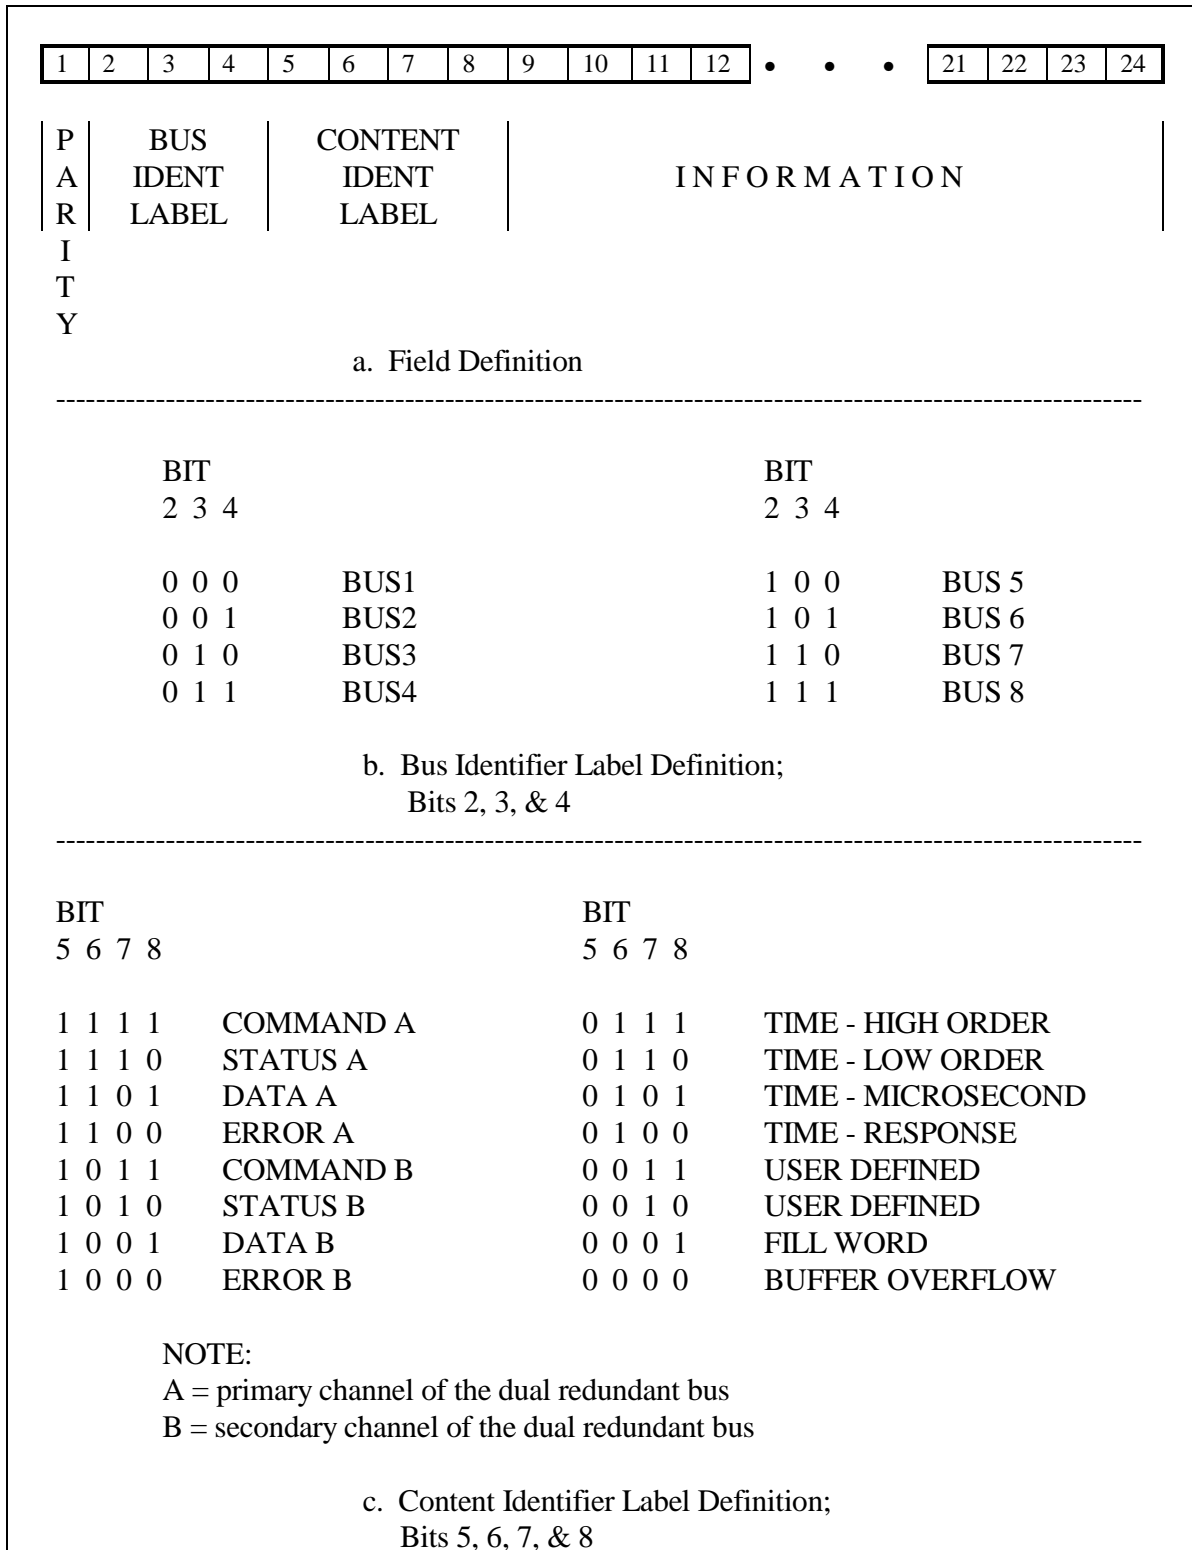 1 2 3 4 5 6 7 8 9 10 11 12 • • • 21 22 23 24
P BUS CONTENT
A IDENT IDENT I N F O R M A T I O N
R LABEL LABEL
I
T
Y
a. Field Definition
------------------------------------------------------------------------------------------------------------
BIT BIT
2 3 4 2 3 4
0 0 0 BUS1 1 0 0 BUS 5
0 0 1 BUS2 1 0 1 BUS 6
0 1 0 BUS3 1 1 0 BUS 7
0 1 1 BUS4 1 1 1 BUS 8
b. Bus Identifier Label Definition;
Bits 2, 3, & 4
------------------------------------------------------------------------------------------------------------
BIT BIT
5 6 7 8 5 6 7 8
1 1 1 1 COMMAND A 0 1 1 1 TIME - HIGH ORDER
1 1 1 0 STATUS A 0 1 1 0 TIME - LOW ORDER
1 1 0 1 DATA A 0 1 0 1 TIME - MICROSECOND
1 1 0 0 ERROR A 0 1 0 0 TIME - RESPONSE
1 0 1 1 COMMAND B 0 0 1 1 USER DEFINED
1 0 1 0 STATUS B 0 0 1 0 USER DEFINED
1 0 0 1 DATA B 0 0 0 1 FILL WORD
1 0 0 0 ERROR B 0 0 0 0 BUFFER OVERFLOW
NOTE:
A = primary channel of the dual redundant bus
B = secondary channel of the dual redundant bus
c. Content Identifier Label Definition;
Bits 5, 6, 7, & 8